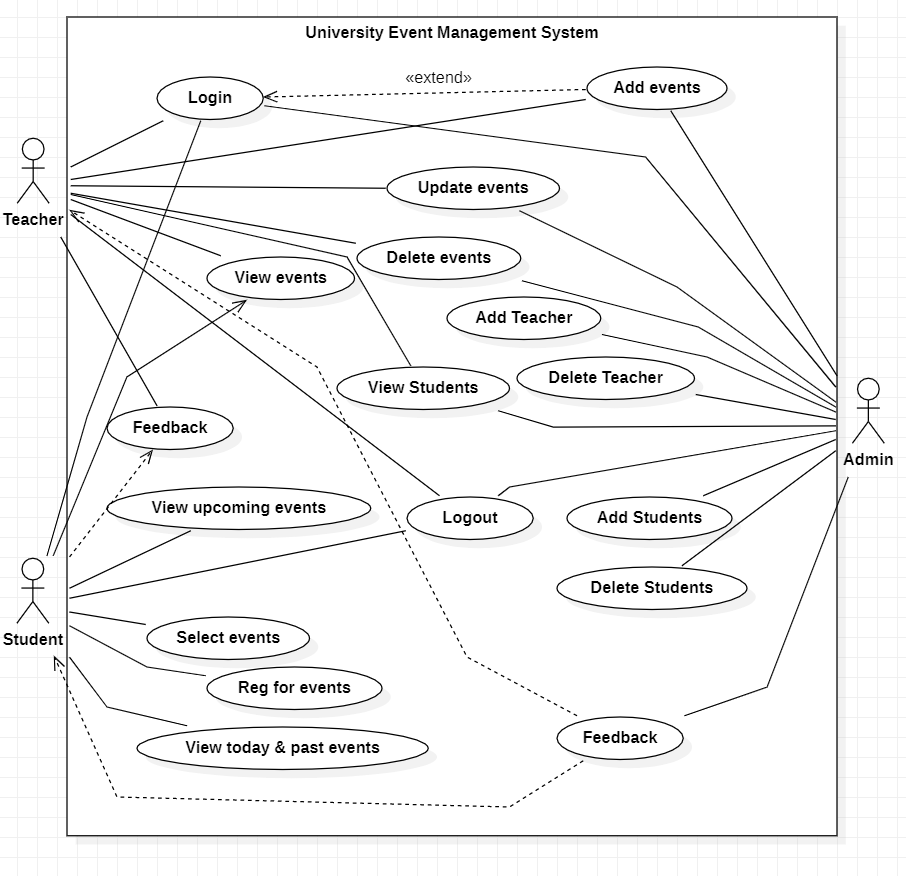 University Event Management System
«extend»
Login
Add events
Update events
Teacher
Delete events
View events
Add Teacher
Delete Teacher
View Students
Feedback
Admin
View upcoming events
Logout
Add Students
Delete Students
Student
Select events
Reg for events
View today & past events
Feedback